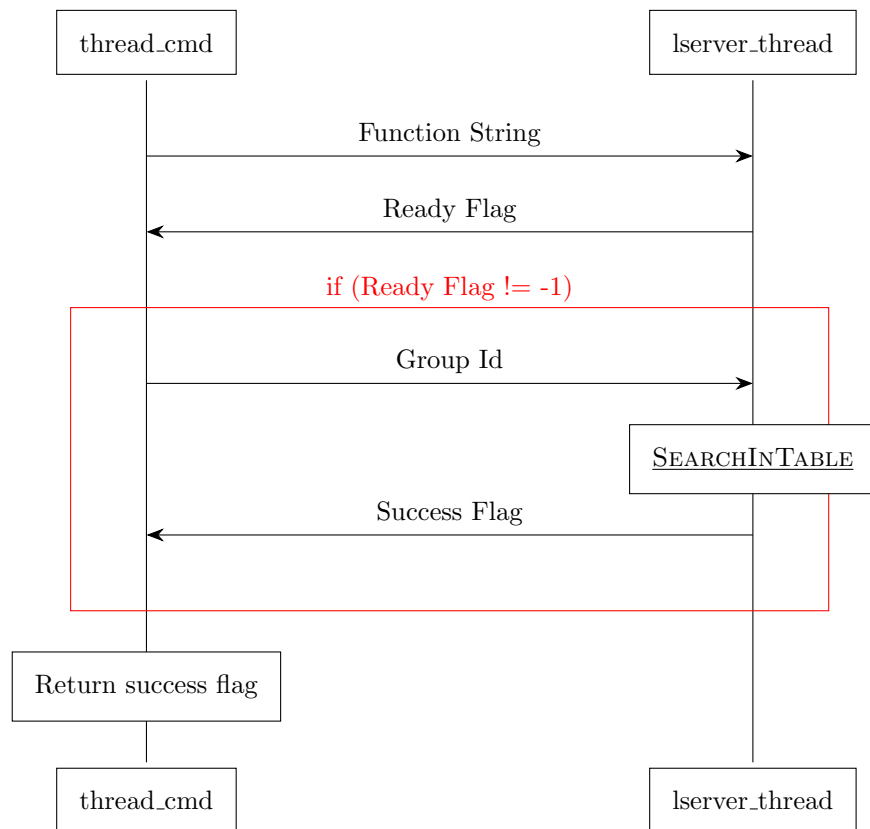 thread_cmd
lserver_thread
Function String
Ready Flag
if (Ready Flag != -1)
Group Id
SEARCHINTABLE
Success Flag
Return success flag
thread_cmd
lserver_thread